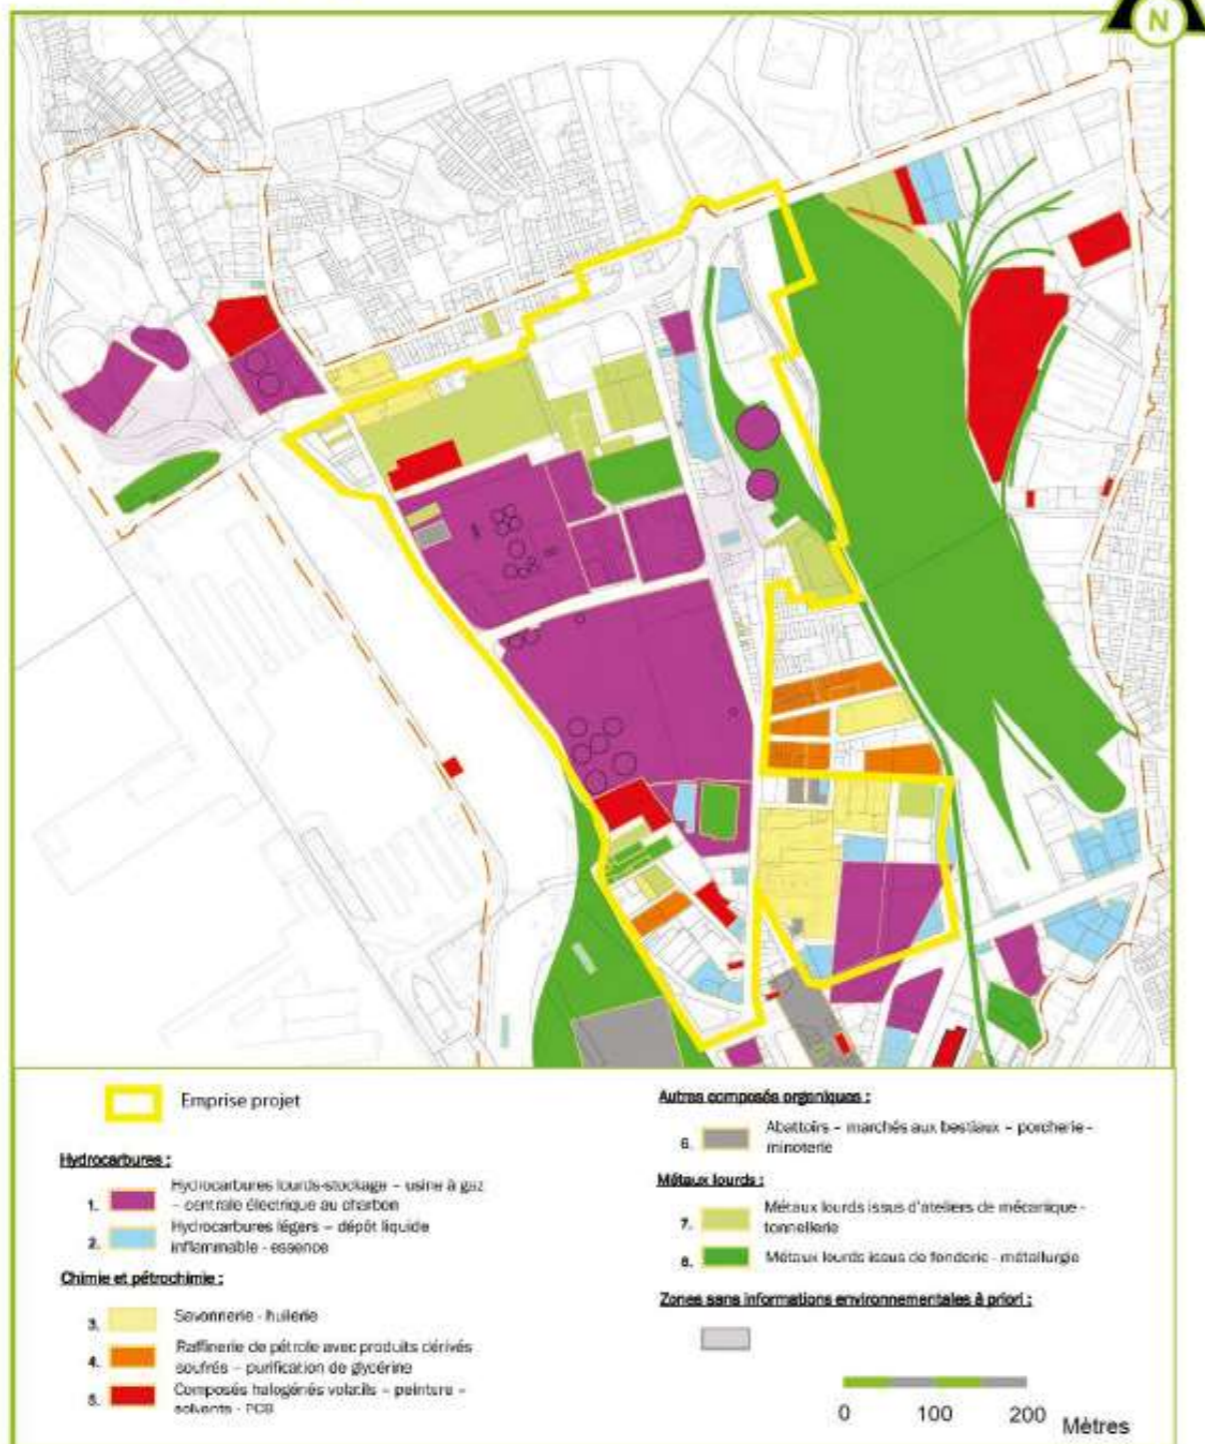 N
Emprise projet
Hydrocarbures :
1. Hydrocarbures lourds-stockage – usine à gaz
– centrale électrique au charbon
2. Hydrocarbures légers – dépôt liquide
inflammable - essence
Chimie et pétrochimie :
3. Savonnerie - huilerie
4. Raffinerie de pétrole avec produits dérivés
soufrés – purification de glycérine
5. Composés halogénés volatils – peinture –
solvants - PCB
Autres composés organiques :
6. Abattoirs – marchés aux bestiaux – porcherie -
minoterie
Métaux lourds :
7. Métaux lourds issus d'ateliers de mécanique -
tonnellerie
8. Métaux lourds issus de fonderie - métallurgie
Zones sans informations environnementales à priori :
0 100 200 Mètres